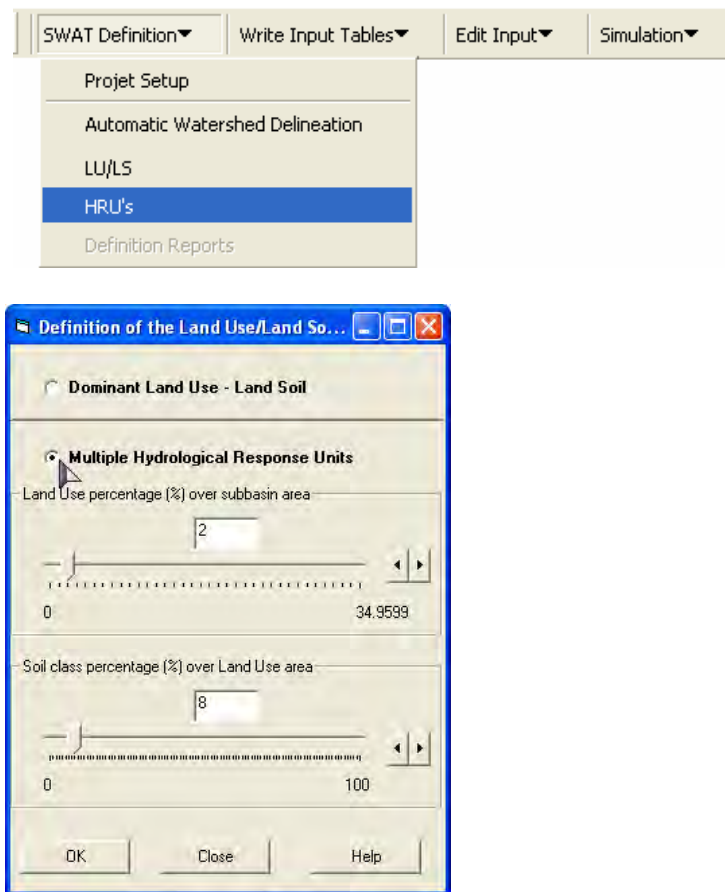 SWAT Definition▼ Write Input Tables▼ Edit Input▼ Simulation▼
Projet Setup
Automatic Watershed Delineation
LU/LS
HRU's
Definition Reports
Definition of the Land Use/Land So...
Dominant Land Use - Land Soil
Multiple Hydrological Response Units
Land Use percentage (%) over subbasin area
2
0 34.9599
Soil class percentage (%) over Land Use area
8
0 100
OK Close Help